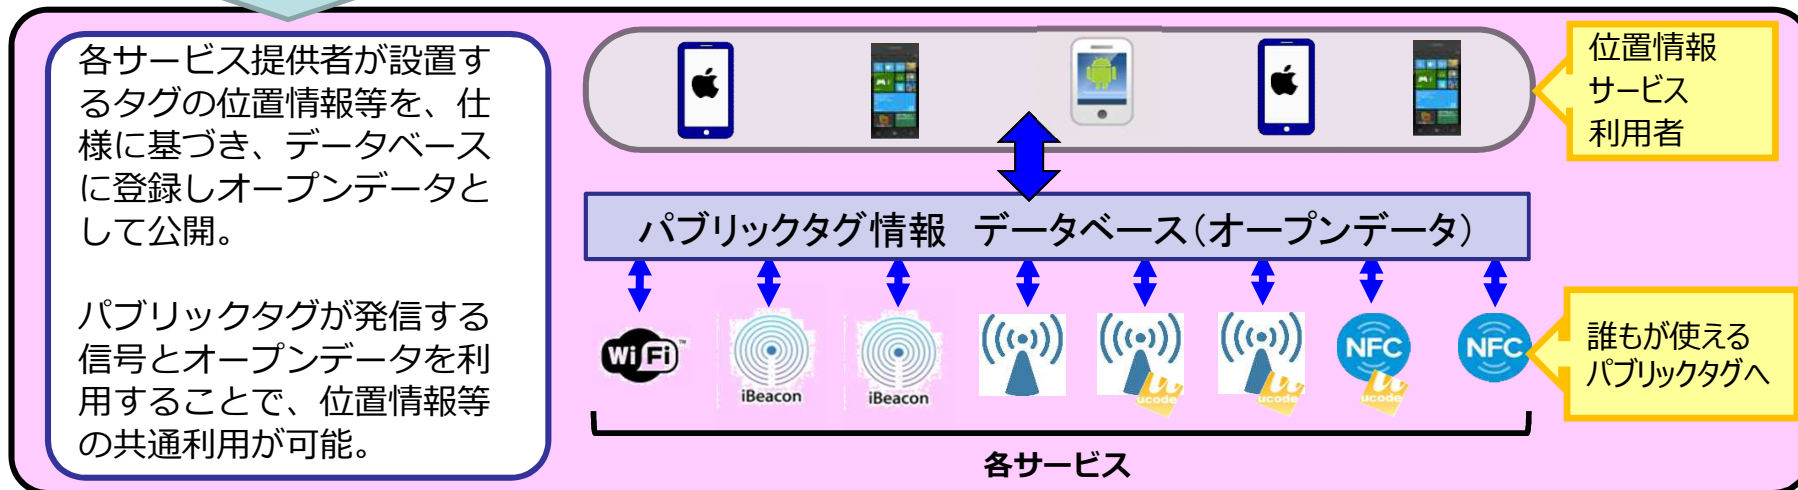 各サービス提供者が設置す
るタグの位置情報等を、仕
様に基づき、データベース
に登録しオープンデータと
して公開。
パブリックタグが発信する
信号とオープンデータを利
用することで、位置情報等
の共通利用が可能。
位置情報
サービス
利用者
パブリックタグ情報　データベース(オープンデータ)
Wi Fi™
iBeacon
iBeacon
ucode
ucode
NFC
ucode
NFC
誰もが使える
パブリックタグへ
各サービス